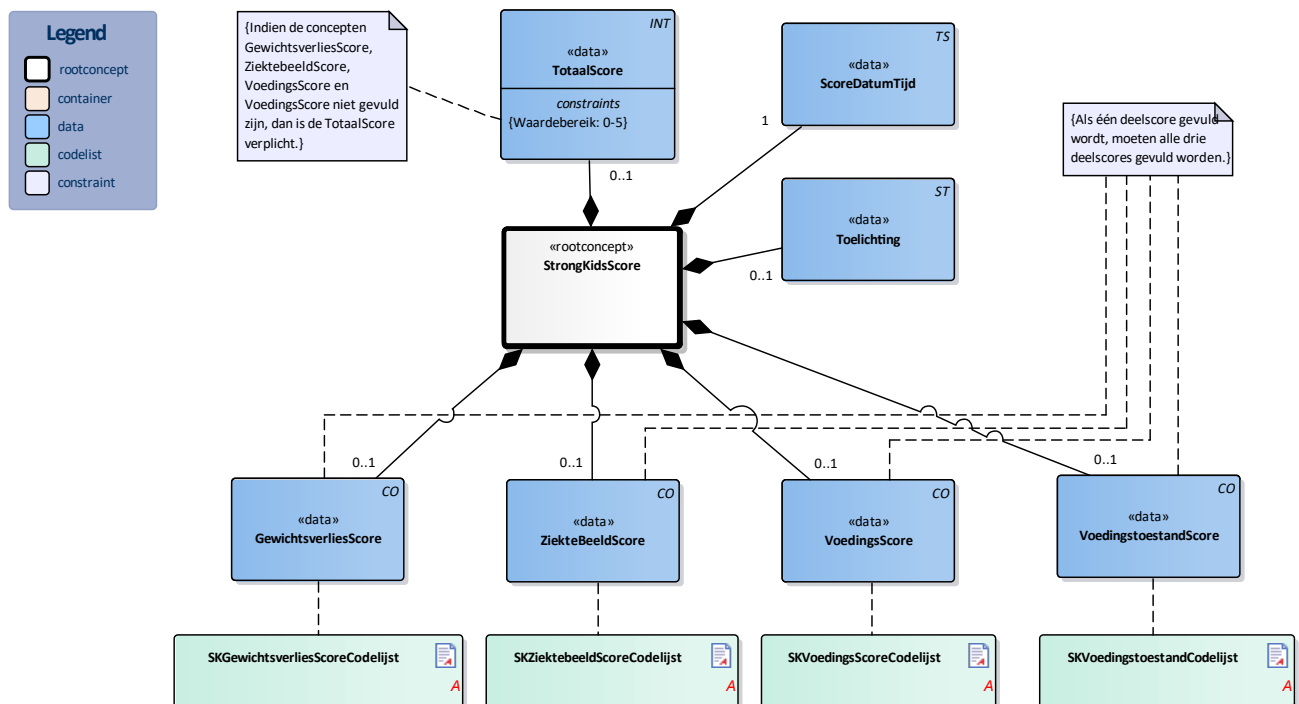 Legend
rootconcept
container
data
codelist
constraint
{Indien de concepten
GewichtsverliesScore,
ZiektebeeldScore,
VoedingsScore en
VoedingsScore niet gevuld
zijn, dan is de TotaalScore
verplicht.}
INT
«data»
TotaalScore
constraints
{Waardebereik: 0-5}
TS
«data»
ScoreDatumTijd
{Als één deelscore gevuld
wordt, moeten alle drie
deelscores gevuld worden.}
1
0..1
ST
«data»
Toelichting
0..1
«rootconcept»
StrongKidsScore
0..1
0..1
0..1
0..1
CO
«data»
GewichtsverliesScore
CO
«data»
ZiekteBeeldScore
CO
«data»
VoedingsScore
CO
«data»
VoedingstoestandScore
SKGewichtsverliesScoreCodelijst
A
SKZiektebeeldScoreCodelijst
A
SKVoedingsScoreCodelijst
A
SKVoedingstoestandCodelijst
A